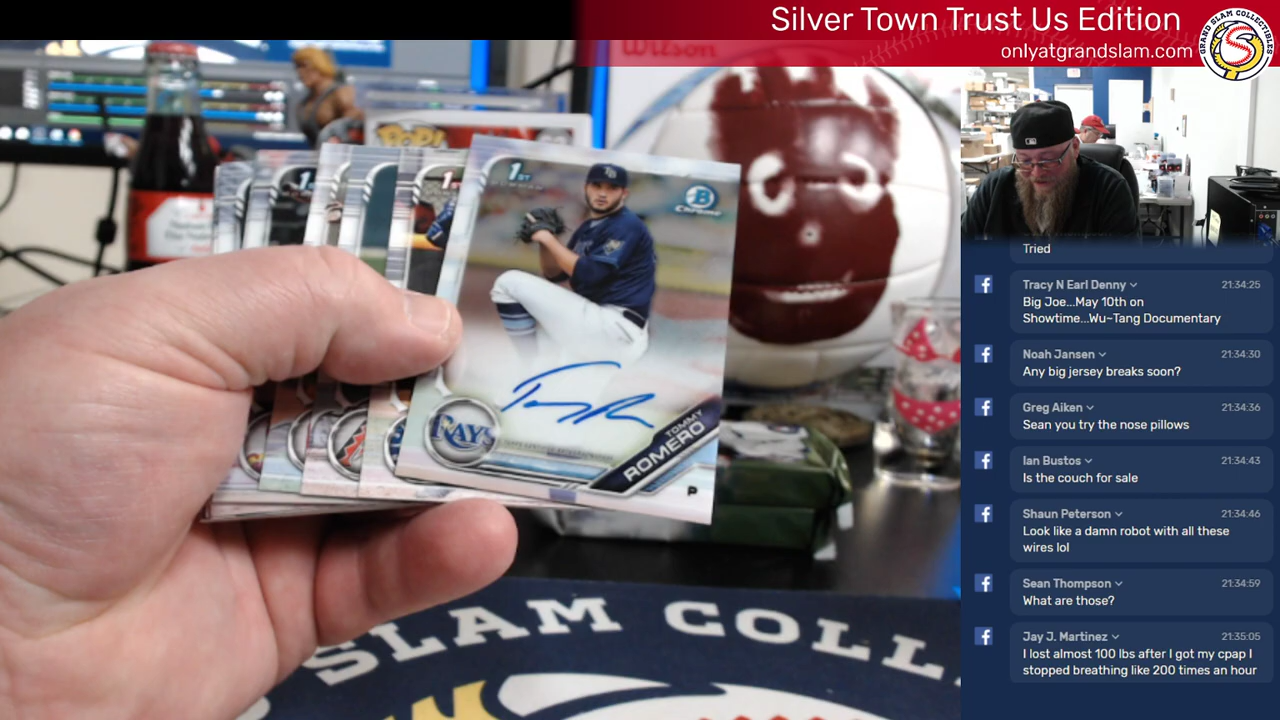 Silver Town Trust Us Edition
onlyatgrandslam.com
GRAND SLAM COLLECTIBLES
Wilson
POP!
1ST
BOWMAN
B
Chrome
RAYS
TOMMY
ROMERO
P
SLAM COLL
Tried
Tracy N Earl Denny 21:34:25
Big Joe...May 10th on
Showtime...Wu-Tang Documentary
Noah Jansen 21:34:30
Any big jersey breaks soon?
Greg Aiken 21:34:36
Sean you try the nose pillows
Ian Bustos 21:34:43
Is the couch for sale
Shaun Peterson 21:34:46
Look like a damn robot with all these
wires lol
Sean Thompson 21:34:59
What are those?
Jay J. Martinez 21:35:05
I lost almost 100 lbs after I got my cpap I
stopped breathing like 200 times an hour